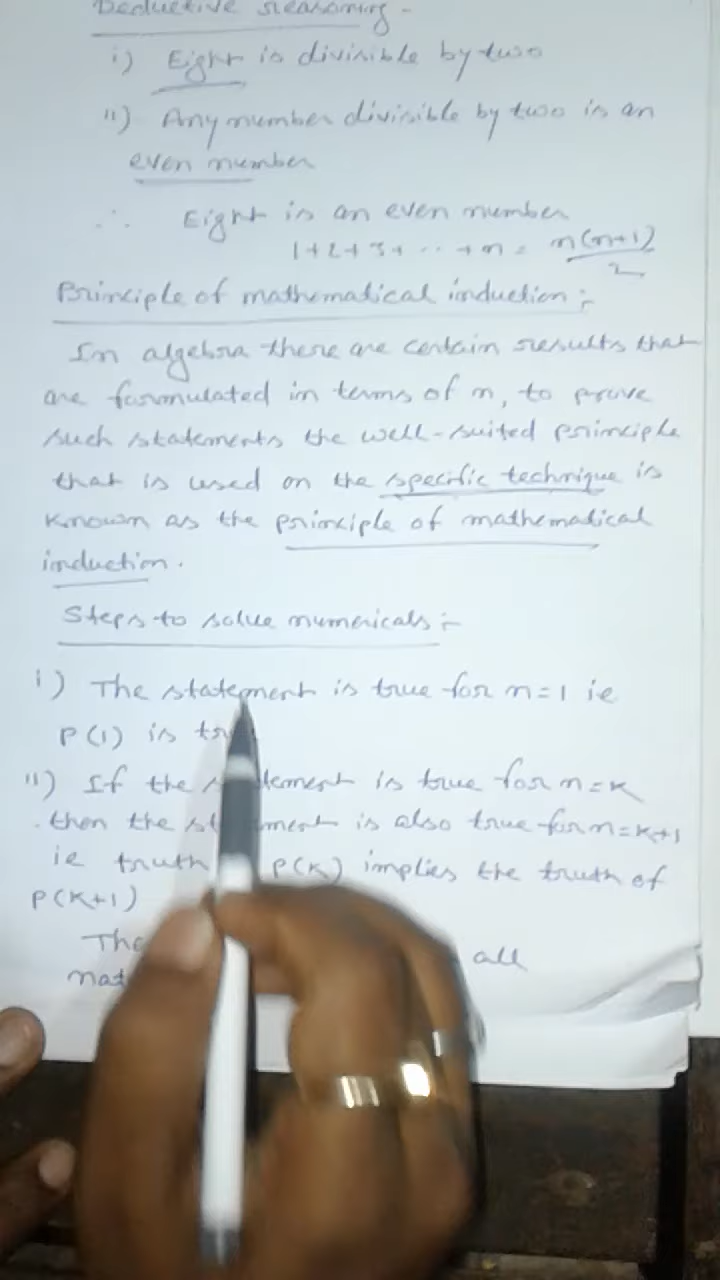 Deductive reasoning -
i) Eight is divisible by two
ii) Any number divisible by two is an
even number
∴ Eight is an even number
1+2+3+ ... +n = n(n+1)/2
Principle of mathematical induction :-
In algebra there are certain results that
are formulated in terms of n, to prove
such statements the well-suited principle
that is used on the specific technique is
known as the principle of mathematical
induction.
Steps to solve numericals :-
i) The statement is true for n=1 ie
P(1) is
ii) If the is true for n=k
then the is also true for n=k+1
ie truth P(k) implies the truth of
P(k+1)
all